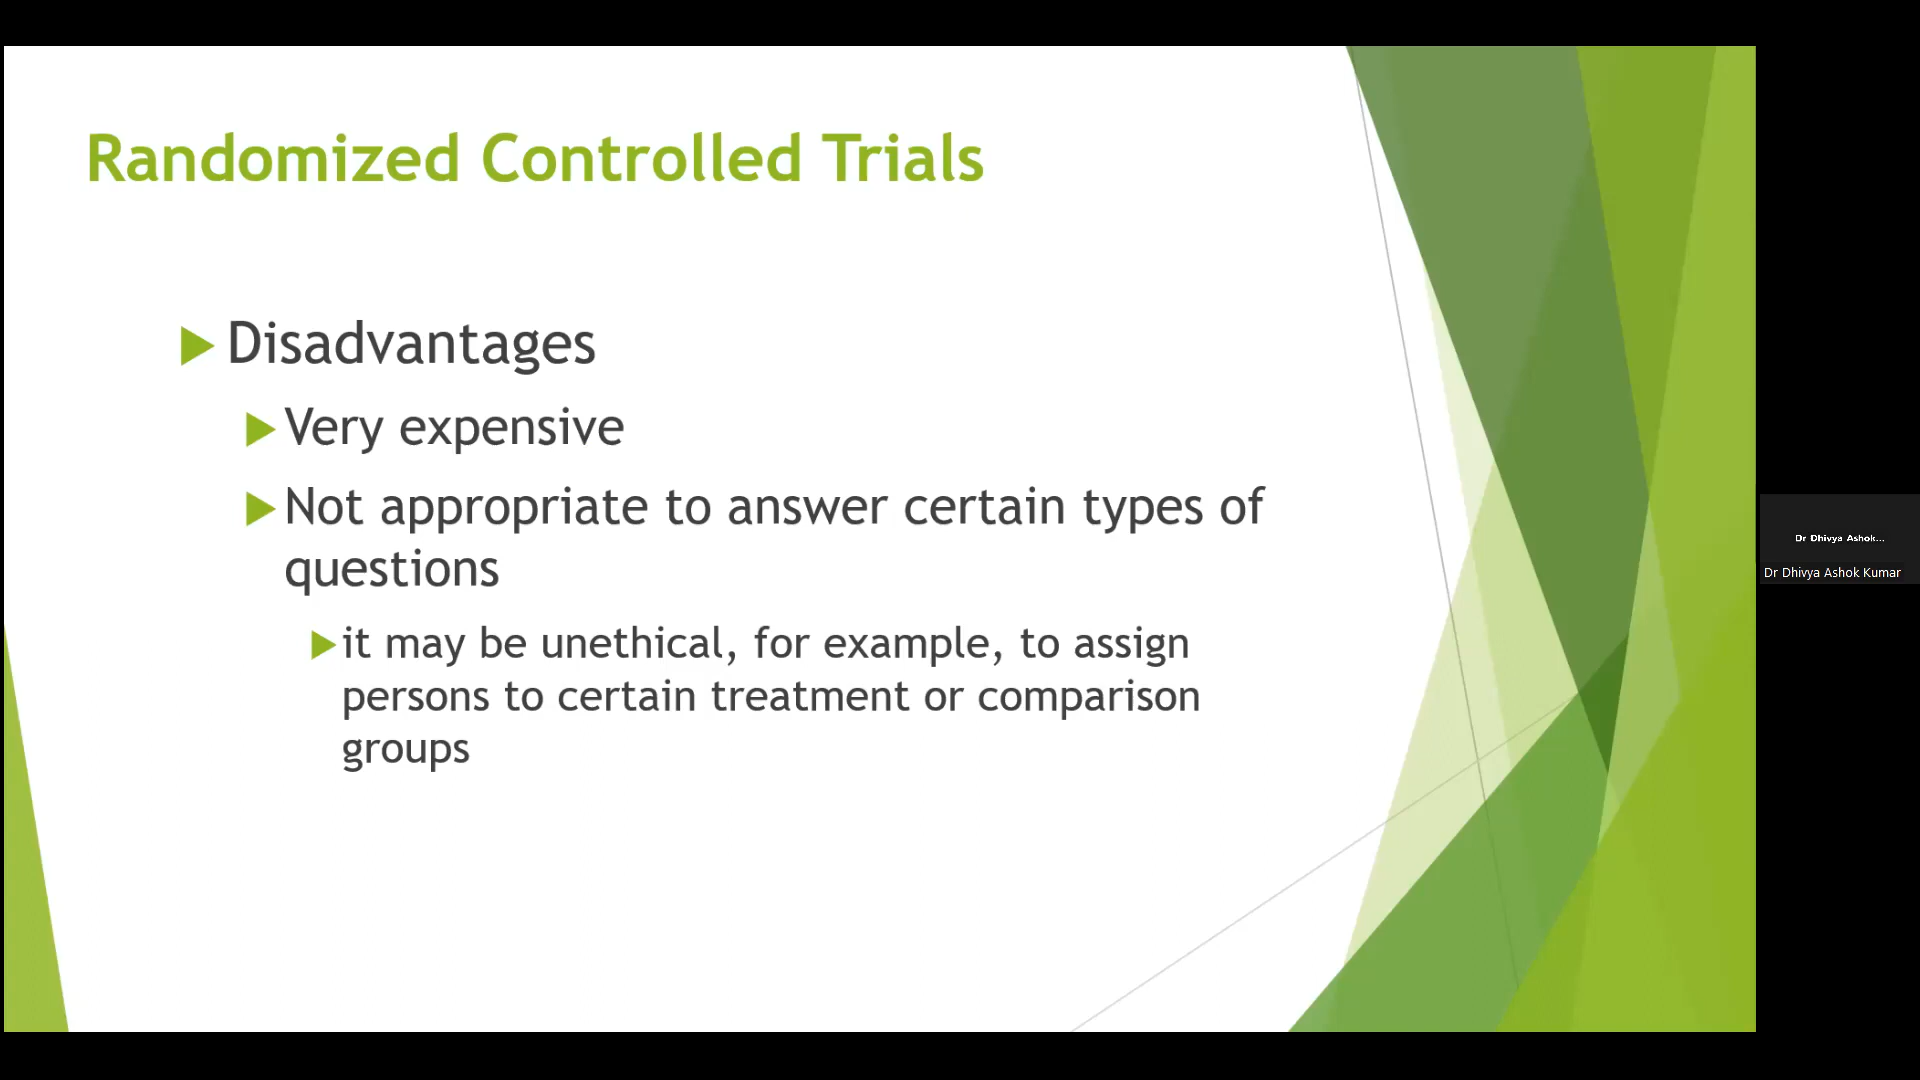 Randomized Controlled Trials
Disadvantages
Very expensive
Not appropriate to answer certain types of
questions
it may be unethical, for example, to assign
persons to certain treatment or comparison
groups
Dr Dhivya Ashok...
Dr Dhivya Ashok Kumar